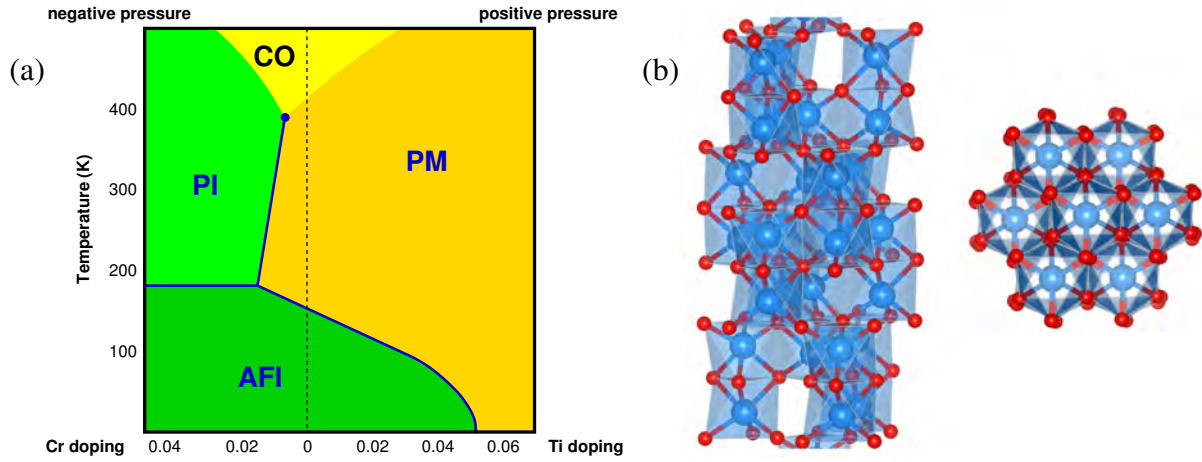 negative pressure
positive pressure
(a)
CO
(b)
400
PM
PI
300
Temperature (K)
200
100
AFI
Cr doping
0.04
0.02
0
0.02
0.04
0.06
Ti doping